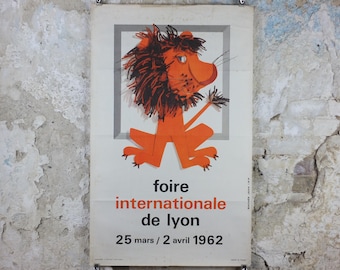 foire
internationale
de lyon
25 mars / 2 avril 1962